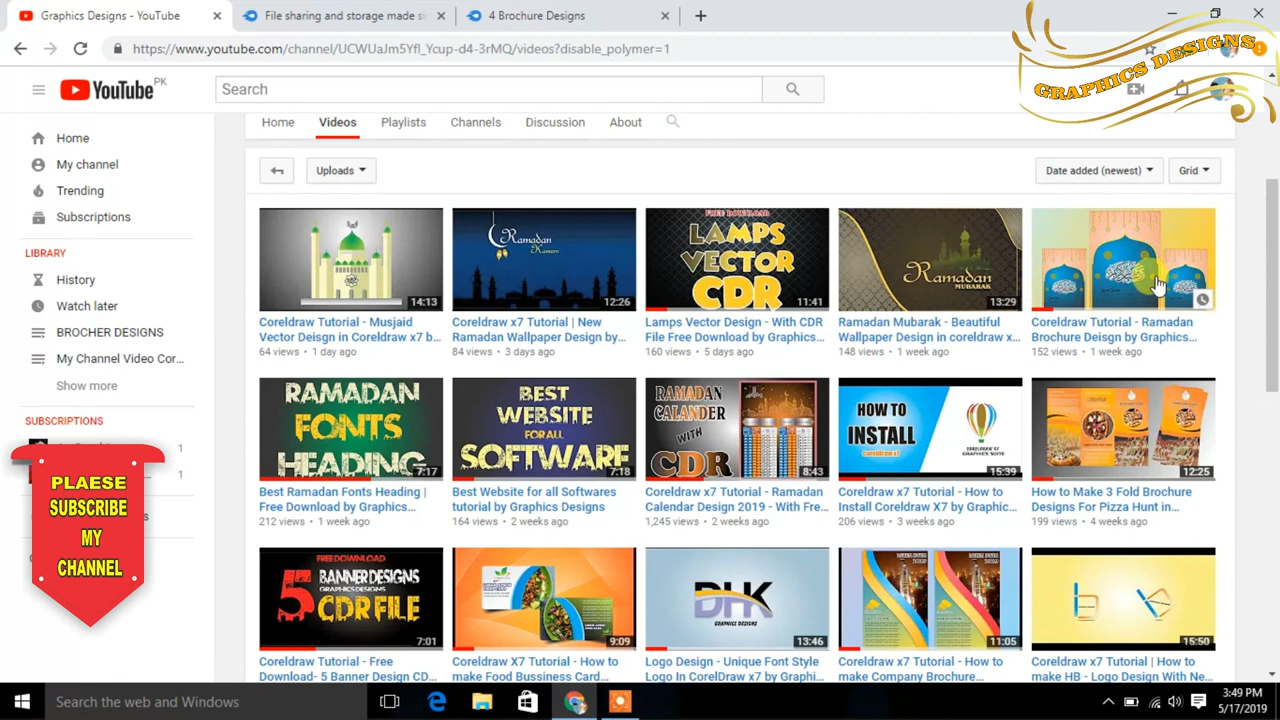 Graphics Designs - YouTube
File sharing and storage made si
4 Brochure Designs
https://www.youtube.com/channel/UCWUaJm5Yfl_Ycup-d4-3rMQ/videos?disable_polymer=1
GRAPHICS DESIGNS
YouTube PK
Search
Home Videos Playlists Channels Discussion About
Uploads
Date added (newest)
Grid
Home
My channel
Trending
Subscriptions
LIBRARY
History
Watch later
BROCHER DESIGNS
My Channel Video Cor...
Show more
SUBSCRIPTIONS
1
1
PLAESE
SUBSCRIBE
MY
CHANNEL
14:13
Coreldraw Tutorial - Musjaid
Vector Deisgn in Coreldraw x7 b...
64 views • 1 day ago
Ramadan
Kareem
12:26
Coreldraw x7 Tutorial | New
Ramadan Wallpaper Design by...
84 views • 3 days ago
FREE DOWNLOAD
LAMPS
VECTOR
CDR
11:41
Lamps Vector Design - With CDR
File Free Download by Graphics...
160 views • 5 days ago
Ramadan
MUBARAK
13:29
Ramadan Mubarak - Beautiful
Wallpaper Design in coreldraw x...
148 views • 1 week ago
Coreldraw Tutorial - Ramadan
Brochure Deisgn by Graphics...
152 views • 1 week ago
RAMADAN
FONTS
HEADING
7:17
Best Ramadan Fonts Heading |
Free Download by Graphics...
212 views • 1 week ago
BEST
WEBSITE
FOR ALL
SOFTWARE
7:18
Best Website for all Softwares
tutorial by Graphics Designs
164 views • 2 weeks ago
RAMADAN
CALANDER
WITH
CDR
8:43
Coreldraw x7 Tutorial - Ramadan
Calendar Design 2019 - With Fre...
1,245 views • 2 weeks ago
HOW TO
INSTALL
coreldraw x7
15:39
Coreldraw x7 Tutorial - How to
Install Coreldraw X7 by Graphic...
206 views • 3 weeks ago
12:25
How to Make 3 Fold Brochure
Designs For Pizza Hunt in...
199 views • 4 weeks ago
FREE DOWNLOAD
5 BANNER DESIGNS
GRAPHICS DESIGNS
CDR FILE
7:01
Coreldraw Tutorial - Free
Download- 5 Banner Design CD...
9:09
Coreldraw X7 Tutorial - How to
make Food Bussiness Card...
DHK
GRAPHICS DESIGNS
13:46
Logo Design - Unique Font Style
Logo In CorelDraw x7 by Graphi...
11:05
Coreldraw x7 Tutorial - How to
make Company Brochure...
15:50
Coreldraw x7 Tutorial | How to
make HB - Logo Design With Ne...
Search the web and Windows
3:49 PM
5/17/2019